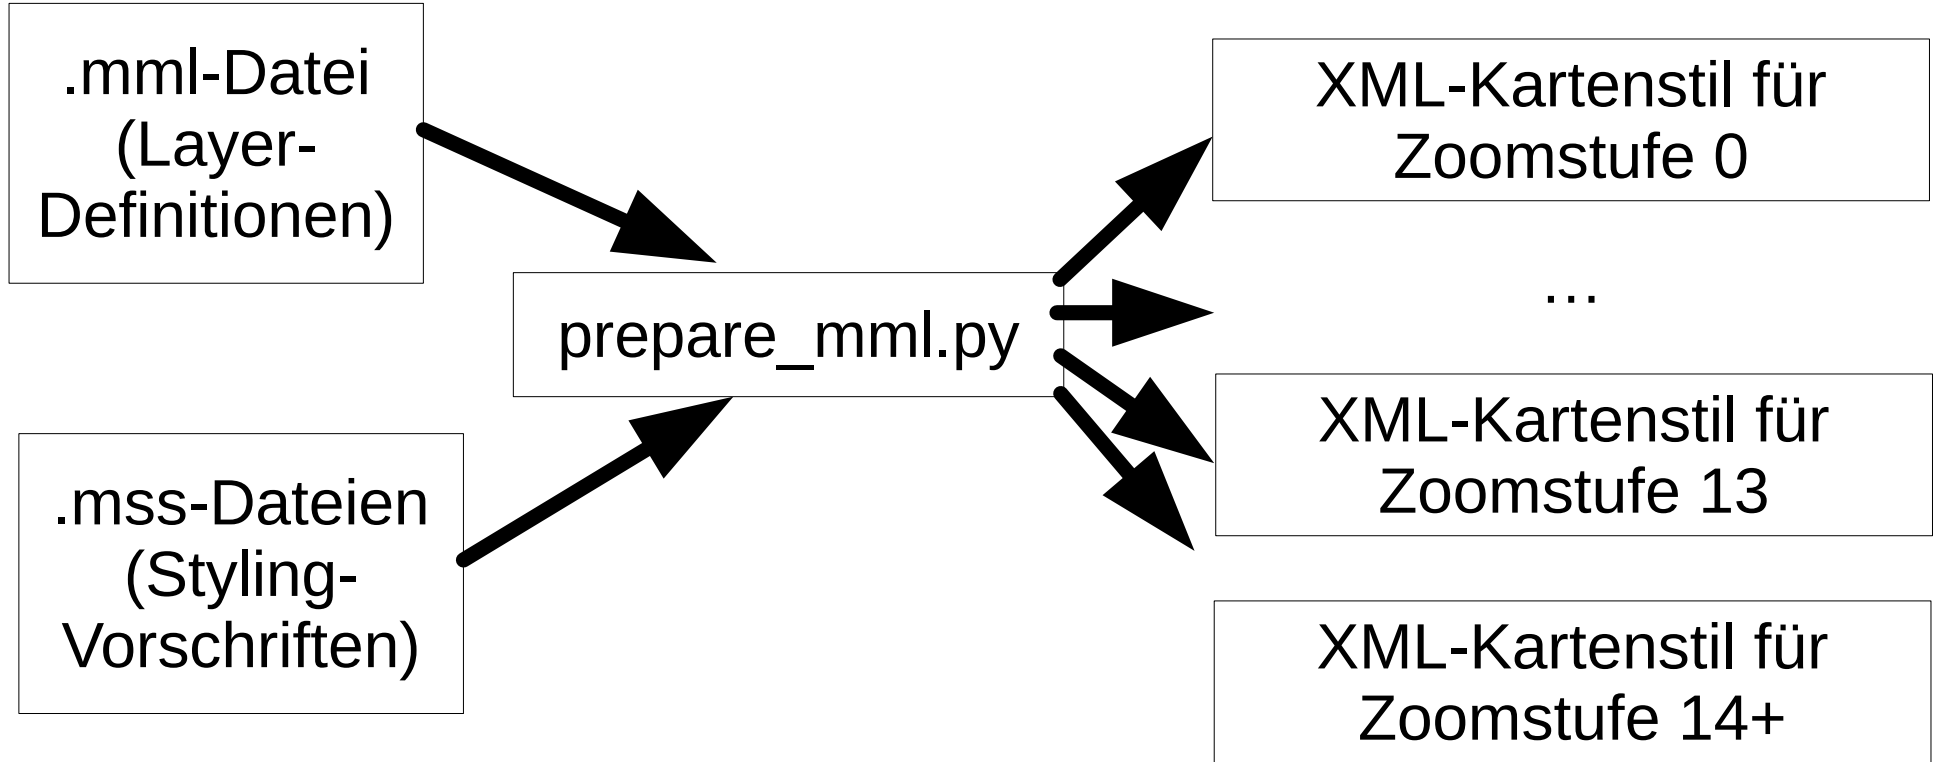 .mml-Datei
(Layer-
Definitionen)
.mss-Dateien
(Styling-
Vorschriften)
prepare_mml.py
XML-Kartenstil für
Zoomstufe 0
…
XML-Kartenstil für
Zoomstufe 13
XML-Kartenstil für
Zoomstufe 14+